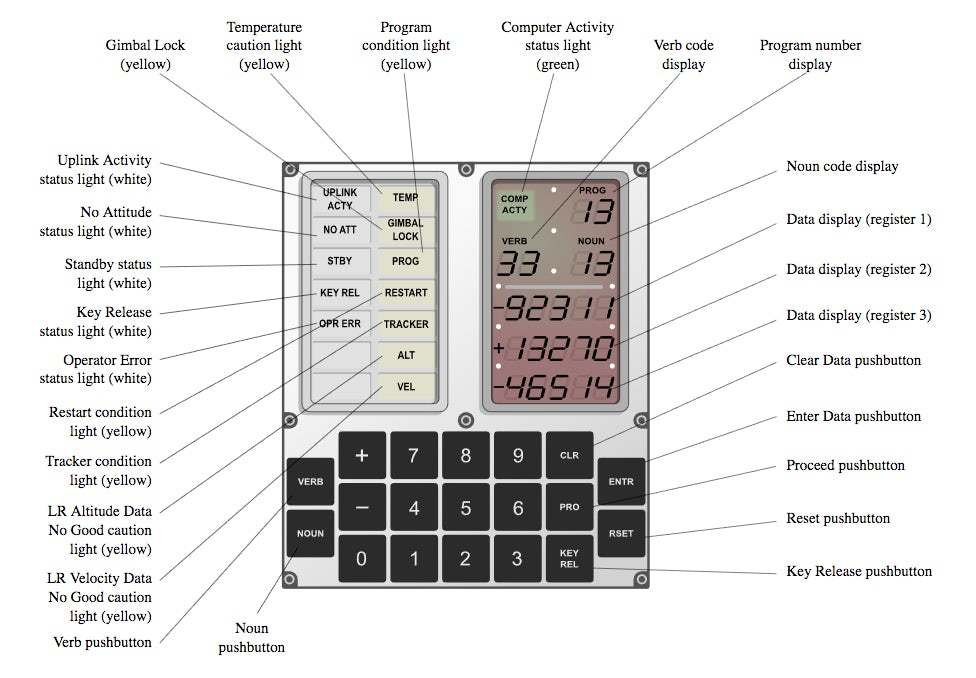 Gimbal Lock
(yellow)
Temperature
caution light
(yellow)
Program
condition light
(yellow)
Computer Activity
status light
(green)
Verb code
display
Program number
display
Uplink Activity
status light (white)
No Attitude
status light (white)
Standby status
light (white)
Key Release
status light (white)
Operator Error
status light (white)
Restart condition
light (yellow)
Tracker condition
light (yellow)
LR Altitude Data
No Good caution
light (yellow)
LR Velocity Data
No Good caution
light (yellow)
Verb pushbutton
Noun
pushbutton
UPLINK
ACTY
TEMP
NO ATT
GIMBAL
LOCK
STBY
PROG
KEY REL
RESTART
OPR ERR
TRACKER
ALT
VEL
COMP
ACTY
PROG
13
VERB
NOUN
33
13
-92311
+13270
-46514
VERB
NOUN
+
7
8
9
CLR
-
4
5
6
PRO
0
1
2
3
KEY
REL
ENTR
RSET
Noun code display
Data display (register 1)
Data display (register 2)
Data display (register 3)
Clear Data pushbutton
Enter Data pushbutton
Proceed pushbutton
Reset pushbutton
Key Release pushbutton